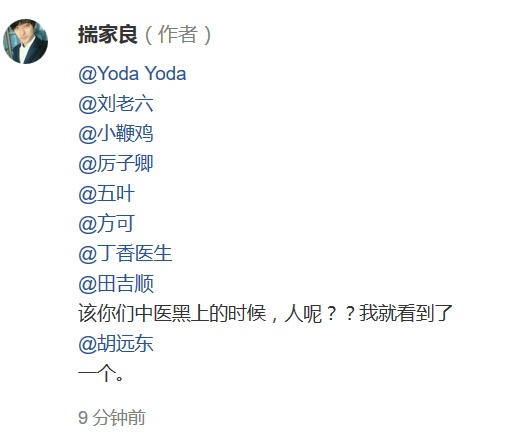 揣家良（作者）
@Yoda Yoda
@刘老六
@小鞭鸡
@厉子卿
@五叶
@方可
@丁香医生
@田吉顺
该你们中医黑上的时候，人呢？？我就看到了
@胡远东
一个。
9 分钟前